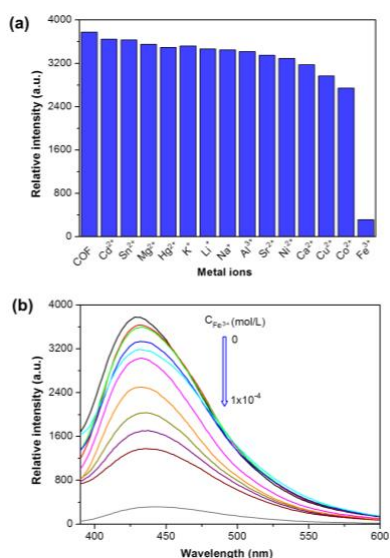 (a)
Relative intensity (a.u.)
4000
3200
2400
1600
800
0
COF Cd²⁺ Sn²⁺ Mg²⁺ Hg²⁺ K⁺ Li⁺ Na⁺ Al³⁺ Sr²⁺ Ni²⁺ Ca²⁺ Cu²⁺ Co²⁺ Fe³⁺
Metal ions
(b)
Relative intensity (a.u.)
4000
3200
2400
1600
800
0
C Fe³⁺ (mol/L)
0
1x10⁻⁴
400 450 500 550 600
Wavelength (nm)